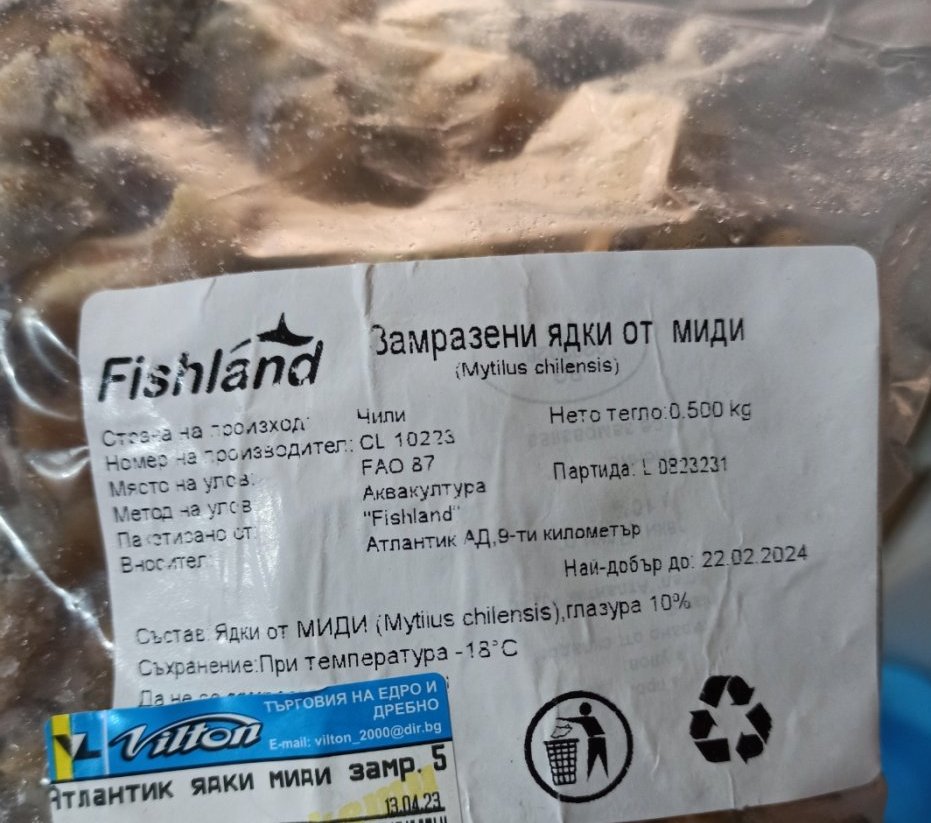 Fishland
Замразени ядки от миди
(Mytilus chilensis)
Страна на произход: Чили
Нето тегло:0.500 kg
Номер на производител: CL 10223
Място на улов: FAO 87
Партида: L 0823231
Метод на улов Аквакултура
Пакетирано от: "Fishland"
Вносител: Атлантик АД,9-ти километър
Най-добър до: 22.02.2024
Състав: Ядки от МИДИ (Mytilus chilensis),глазура 10%
Съхранение:При температура -18°C
Да не се
VL Vilton
ТЪРГОВИЯ НА ЕДРО И
ДРЕБНО
E-mail: vilton_2000@dir.bg
Атлантик ядки миди замр. 5
13.04.23